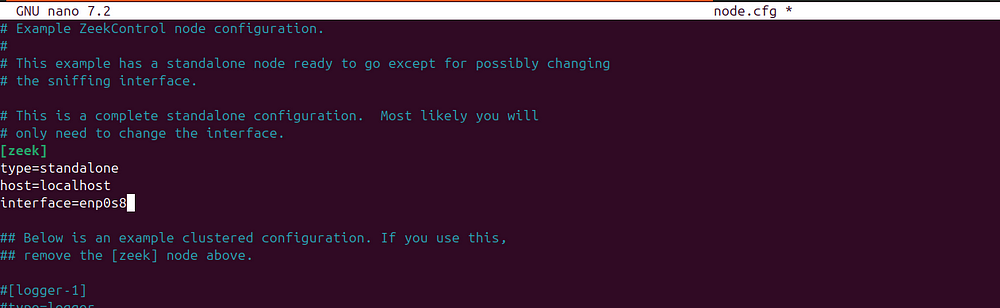 GNU nano 7.2 node.cfg *
# Example ZeekControl node configuration.
#
# This example has a standalone node ready to go except for possibly changing
# the sniffing interface.
# This is a complete standalone configuration.  Most likely you will
# only need to change the interface.
[zeek]
type=standalone
host=localhost
interface=enp0s8
## Below is an example clustered configuration. If you use this,
## remove the [zeek] node above.
#[logger-1]
#type=logger